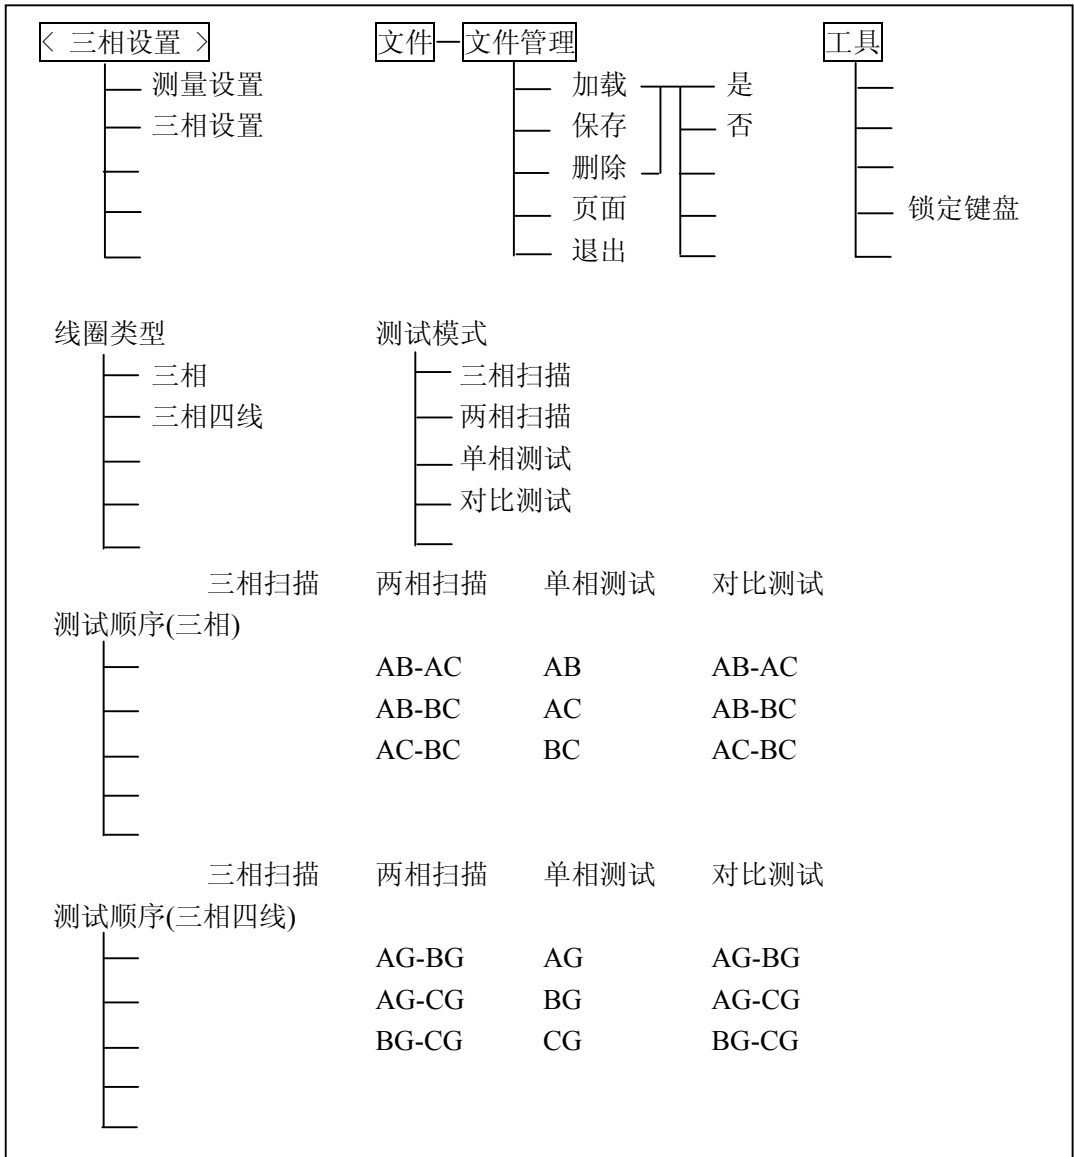 < 三相设置 > 文件 文件管理 工具
测量设置 加载 是
三相设置 保存 否
删除
页面 锁定键盘
退出
线圈类型 测试模式
三相 三相扫描
三相四线 两相扫描
单相测试
对比测试
三相扫描 两相扫描 单相测试 对比测试
测试顺序(三相)
AB-AC AB AB-AC
AB-BC AC AB-BC
AC-BC BC AC-BC
三相扫描 两相扫描 单相测试 对比测试
测试顺序(三相四线)
AG-BG AG AG-BG
AG-CG BG AG-CG
BG-CG CG BG-CG